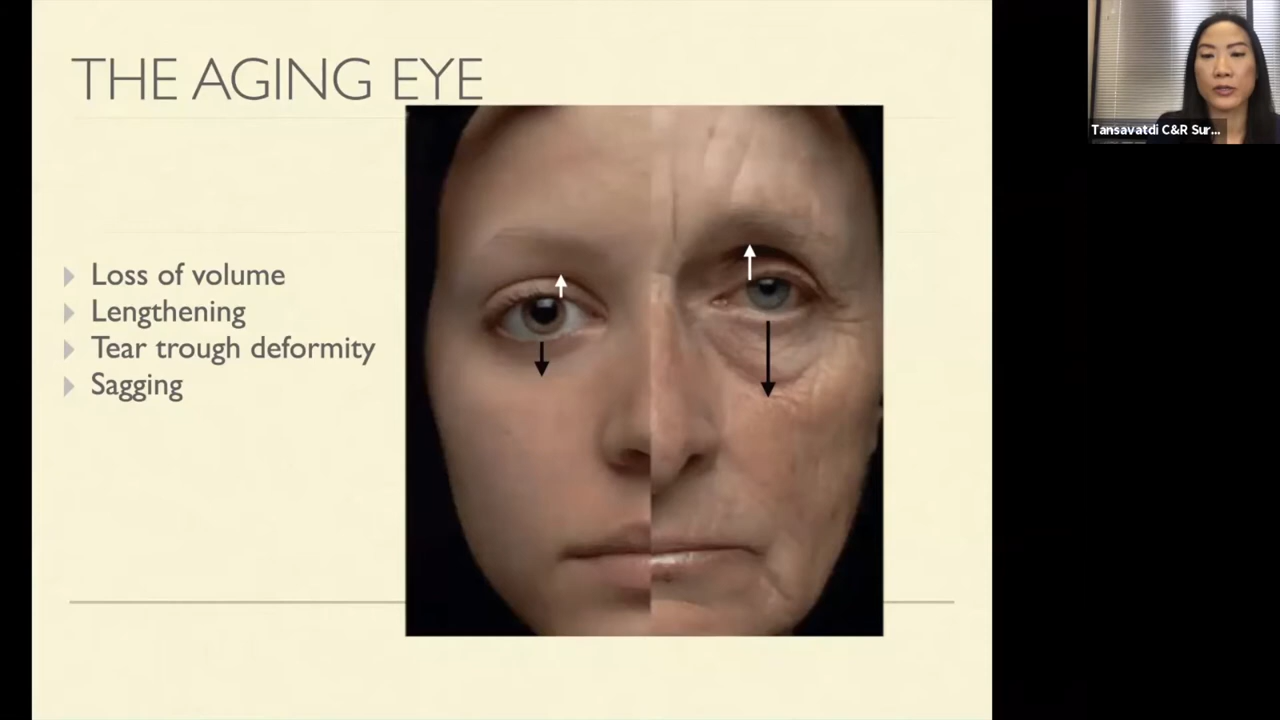 THE AGING EYE
Loss of volume
Lengthening
Tear trough deformity
Sagging
Tansavatdi C&R Sur...